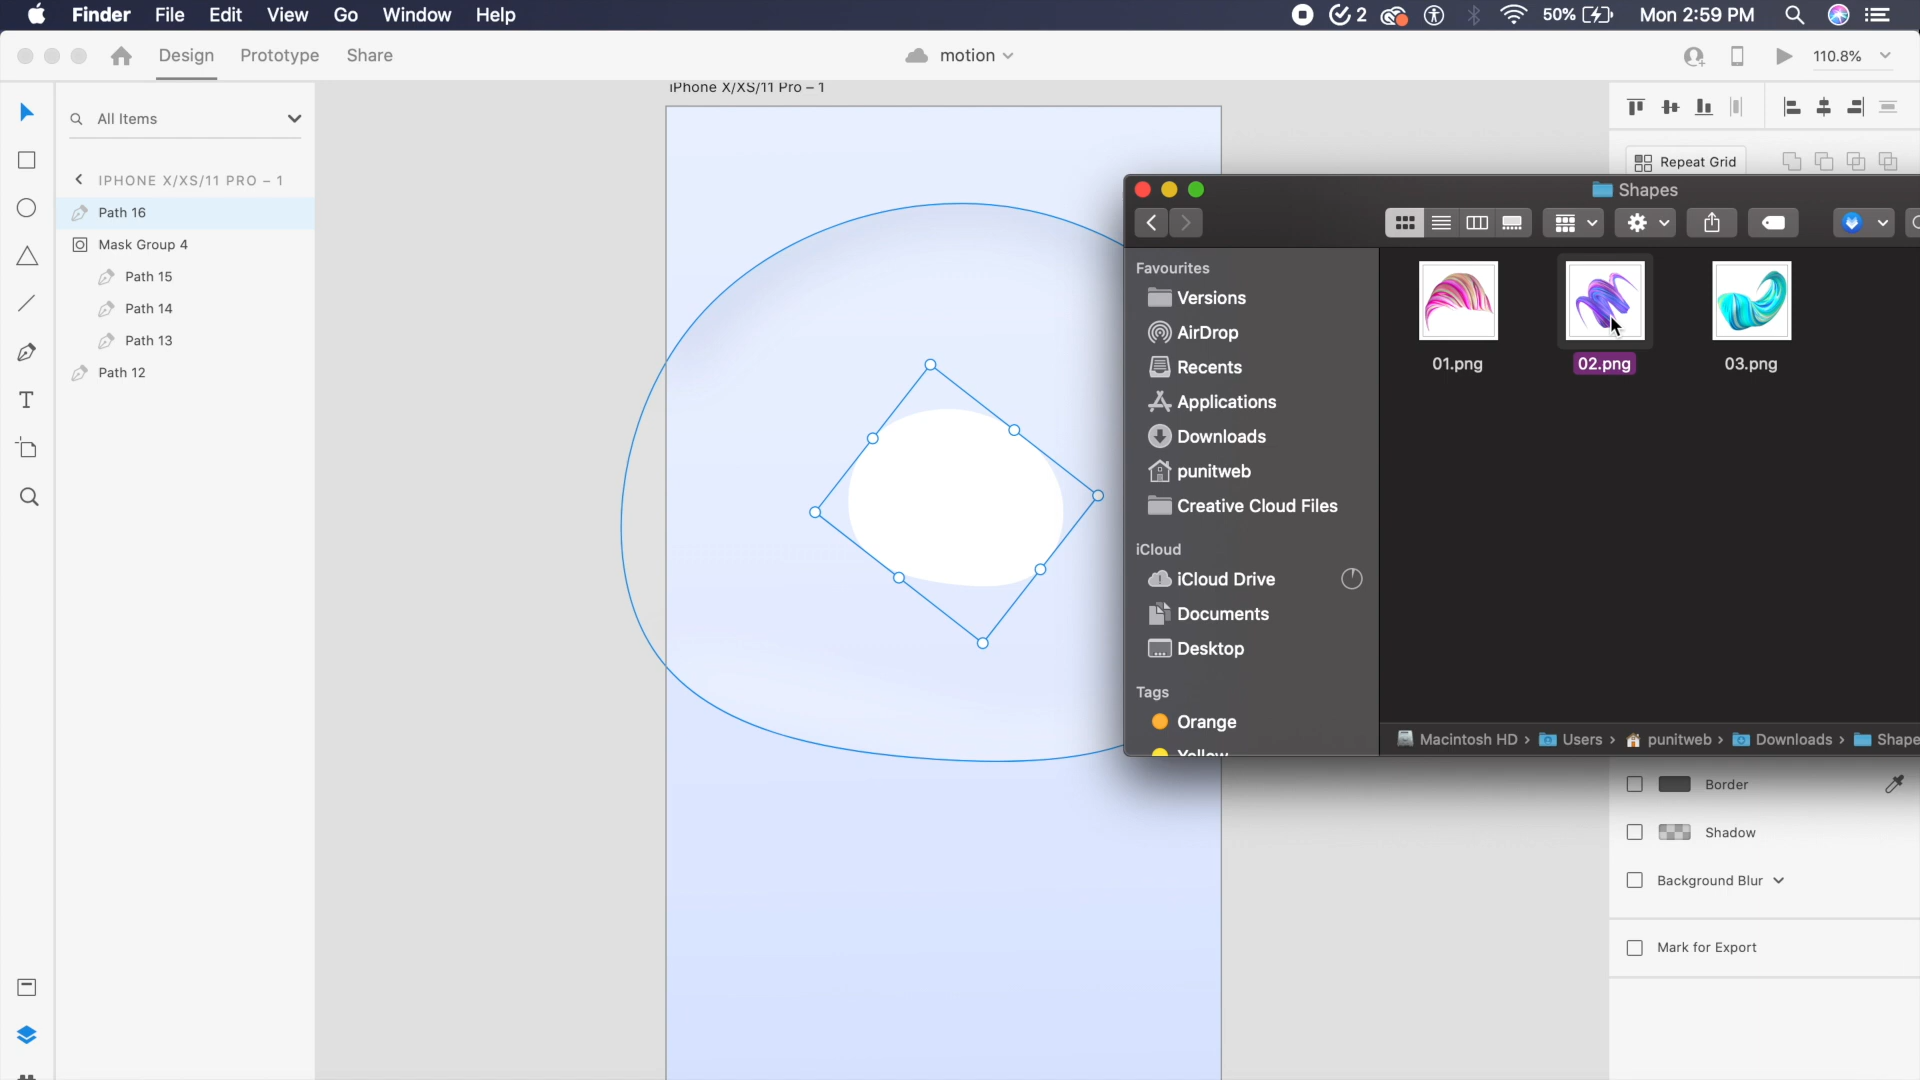 Finder File Edit View Go Window Help 2 50% Mon 2:59 PM
Design Prototype Share motion 110.8%
iPhone X/XS/11 Pro – 1
All Items
IPHONE X/XS/11 PRO – 1
Path 16
Mask Group 4
Path 15
Path 14
Path 13
Path 12
Repeat Grid
Shapes
Favourites
Versions
AirDrop
Recents
Applications
Downloads
punitweb
Creative Cloud Files
iCloud
iCloud Drive
Documents
Desktop
Tags
Orange
Yellow
01.png 02.png 03.png
Macintosh HD › Users › punitweb › Downloads › Shape
Border
Shadow
Background Blur
Mark for Export